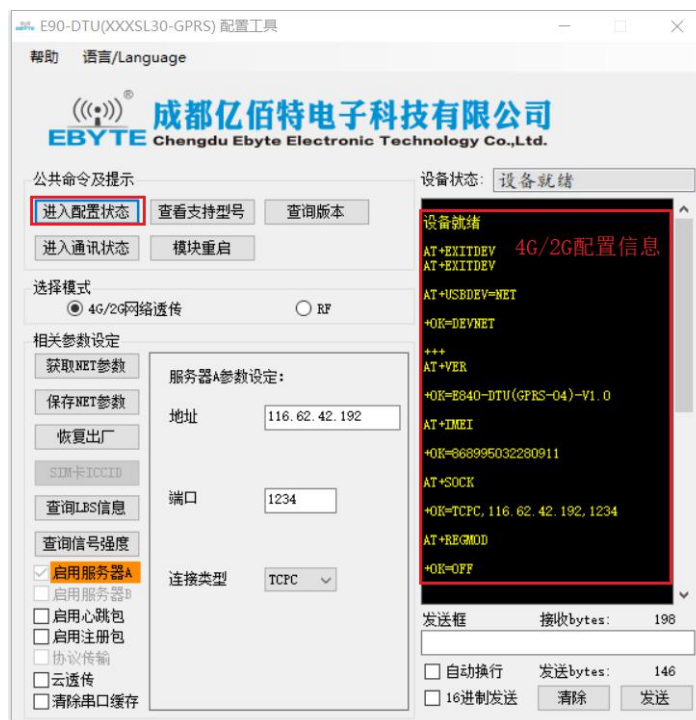 E90-DTU(XXXSL30-GPRS) 配置工具
帮助 语言/Language
EBYTE
®
成都亿佰特电子科技有限公司
Chengdu Ebyte Electronic Technology Co.,Ltd.
公共命令及提示
进入配置状态 查看支持型号 查询版本
进入通讯状态 模块重启
选择模式
4G/2G网络透传 RF
相关参数设定
获取NET参数
保存NET参数
恢复出厂
SIM卡ICCID
查询LBS信息
查询信号强度
启用服务器A
启用服务器B
启用心跳包
启用注册包
协议传输
云透传
清除串口缓存
服务器A参数设定:
地址 116.62.42.192
端口 1234
连接类型 TCPC
设备状态: 设备就绪
设备就绪
4G/2G配置信息
AT+EXITDEV
AT+EXITDEV
AT+USBDEV=NET
+OK=DEVNET
+++
AT+VER
+OK=E840-DTU(GPRS-04)-V1.0
AT+IMEI
+OK=868995032280911
AT+SOCK
+OK=TCPC,116.62.42.192,1234
AT+REGMOD
+OK=OFF
发送框 接收bytes: 198
自动换行 发送bytes: 146
16进制发送 清除 发送